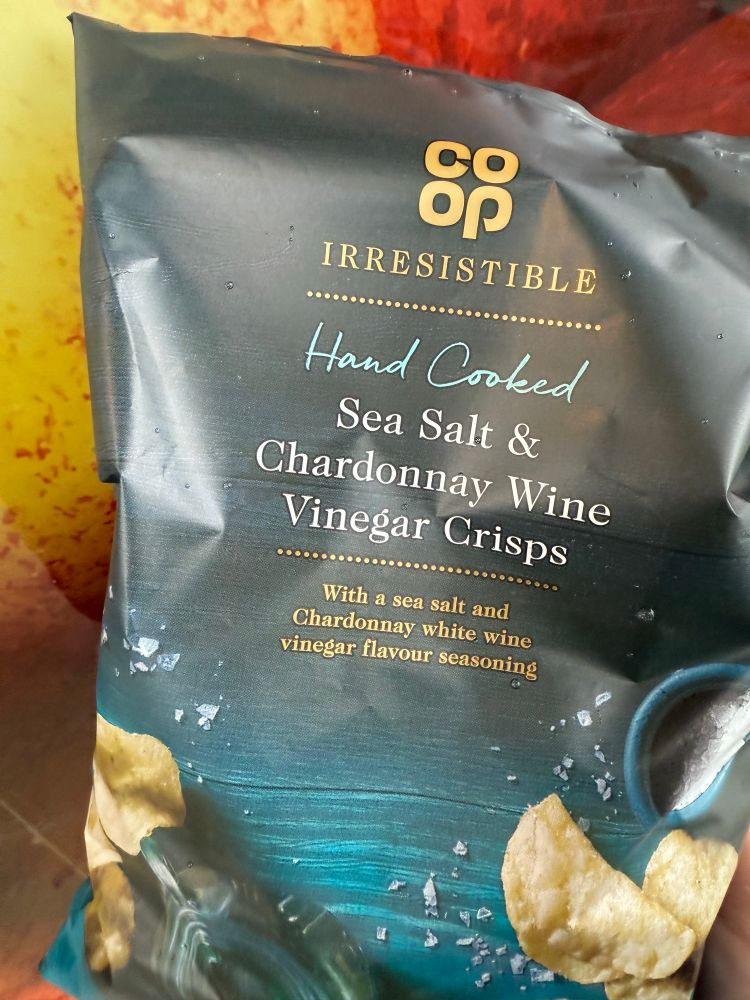 co
op
IRRESISTIBLE
Hand Cooked
Sea Salt &
Chardonnay Wine
Vinegar Crisps
With a sea salt and
Chardonnay white wine
vinegar flavour seasoning